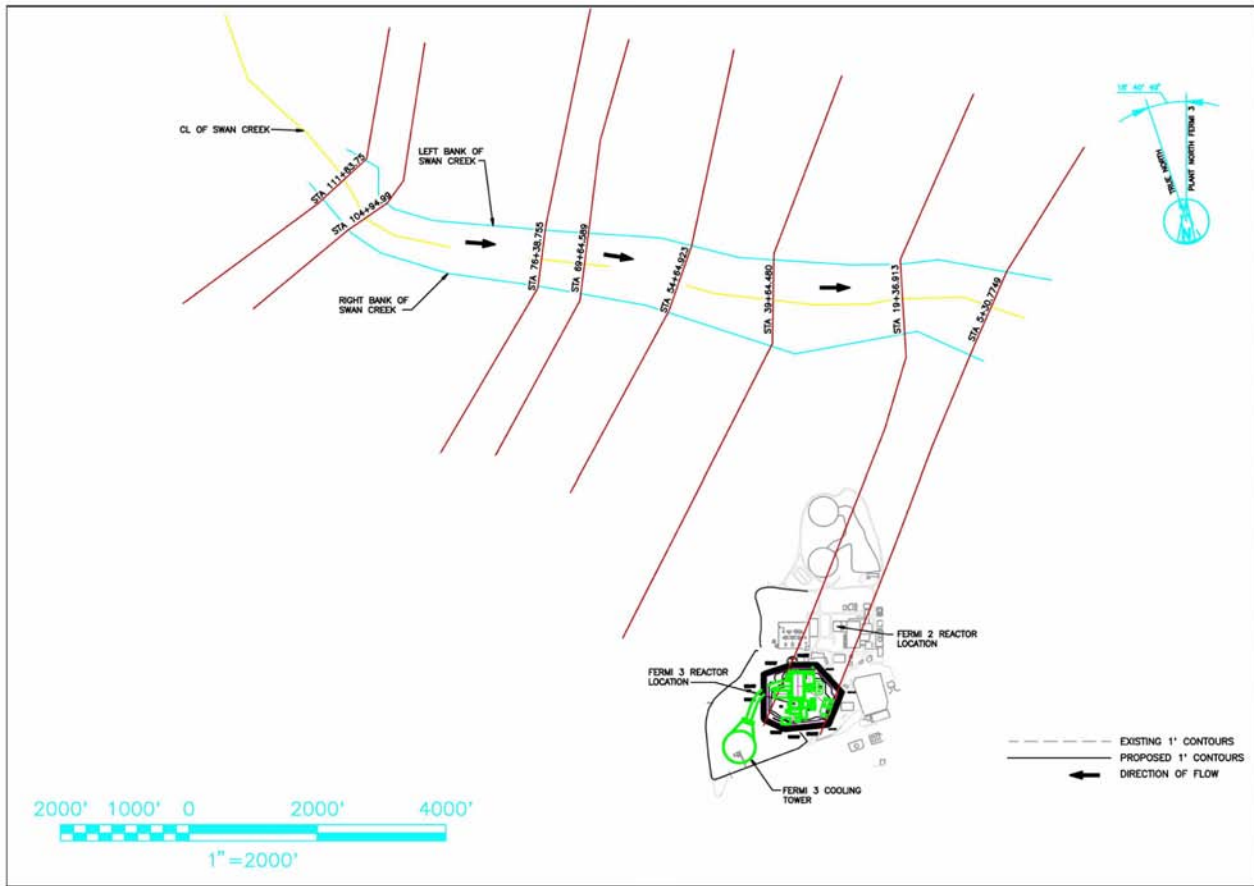 CL OF SWAN CREEK
LEFT BANK OF
SWAN CREEK
RIGHT BANK OF
SWAN CREEK
STA 111+83.75
STA 104+94.99
STA 76+38.755
STA 69+64.589
STA 54+64.923
STA 39+64.480
STA 19+36.913
STA 5+30.7749
TRUE NORTH
PLANT NORTH FERMI 3
N
FERMI 2 REACTOR
LOCATION
FERMI 3 REACTOR
LOCATION
FERMI 3 COOLING
TOWER
EXISTING 1' CONTOURS
PROPOSED 1' CONTOURS
DIRECTION OF FLOW
2000' 1000' 0 2000' 4000'
1"=2000'